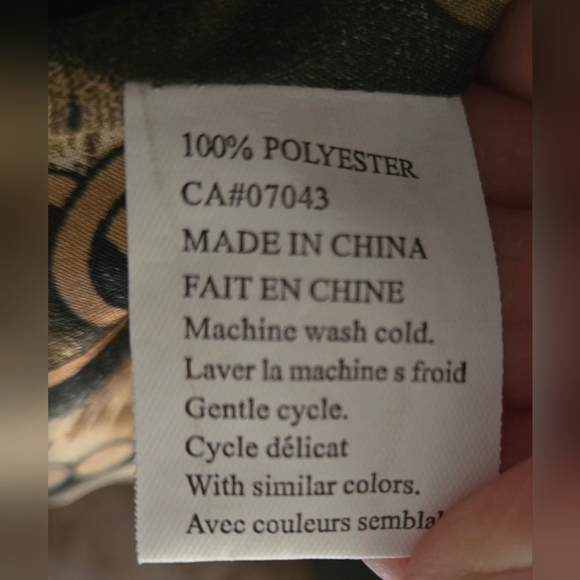 100% POLYESTER
CA#07043
MADE IN CHINA
FAIT EN CHINE
Machine wash cold.
Laver la machine s froid
Gentle cycle.
Cycle délicat
With similar colors.
Avec couleurs